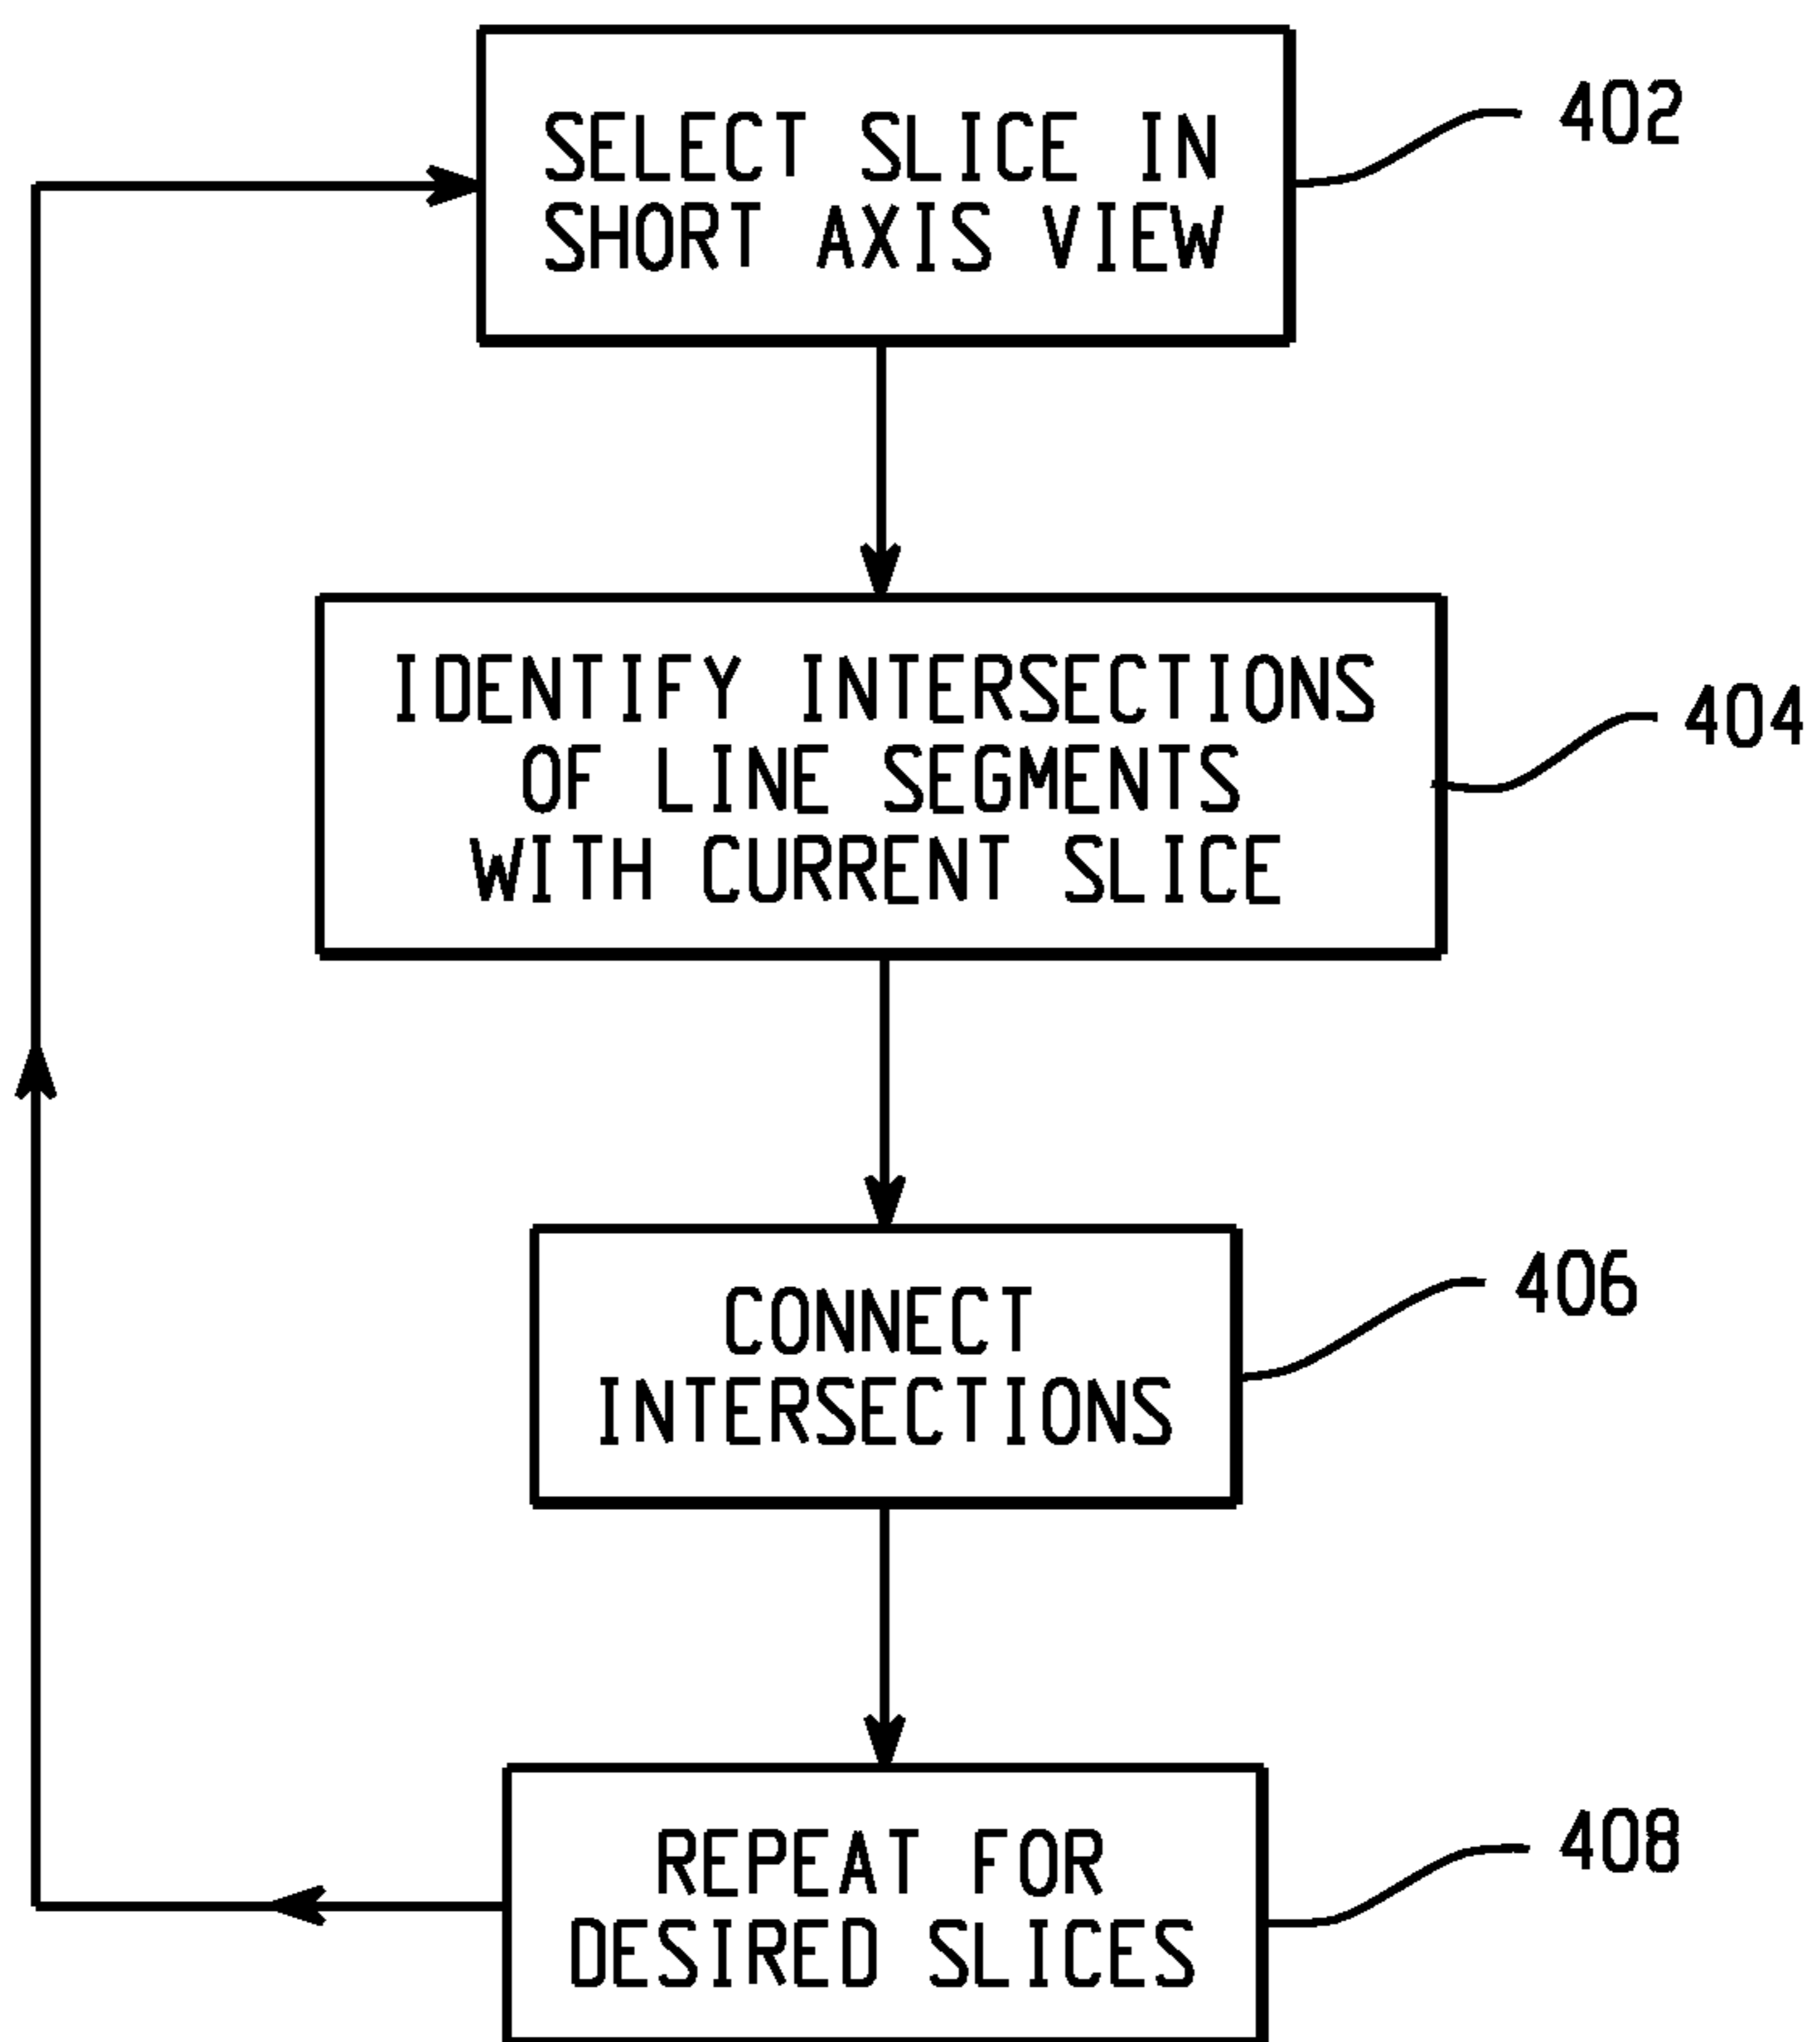 SELECT SLICE IN
SHORT AXIS VIEW
402
IDENTIFY INTERSECTIONS
OF LINE SEGMENTS
WITH CURRENT SLICE
404
CONNECT
INTERSECTIONS
406
REPEAT FOR
DESIRED SLICES
408